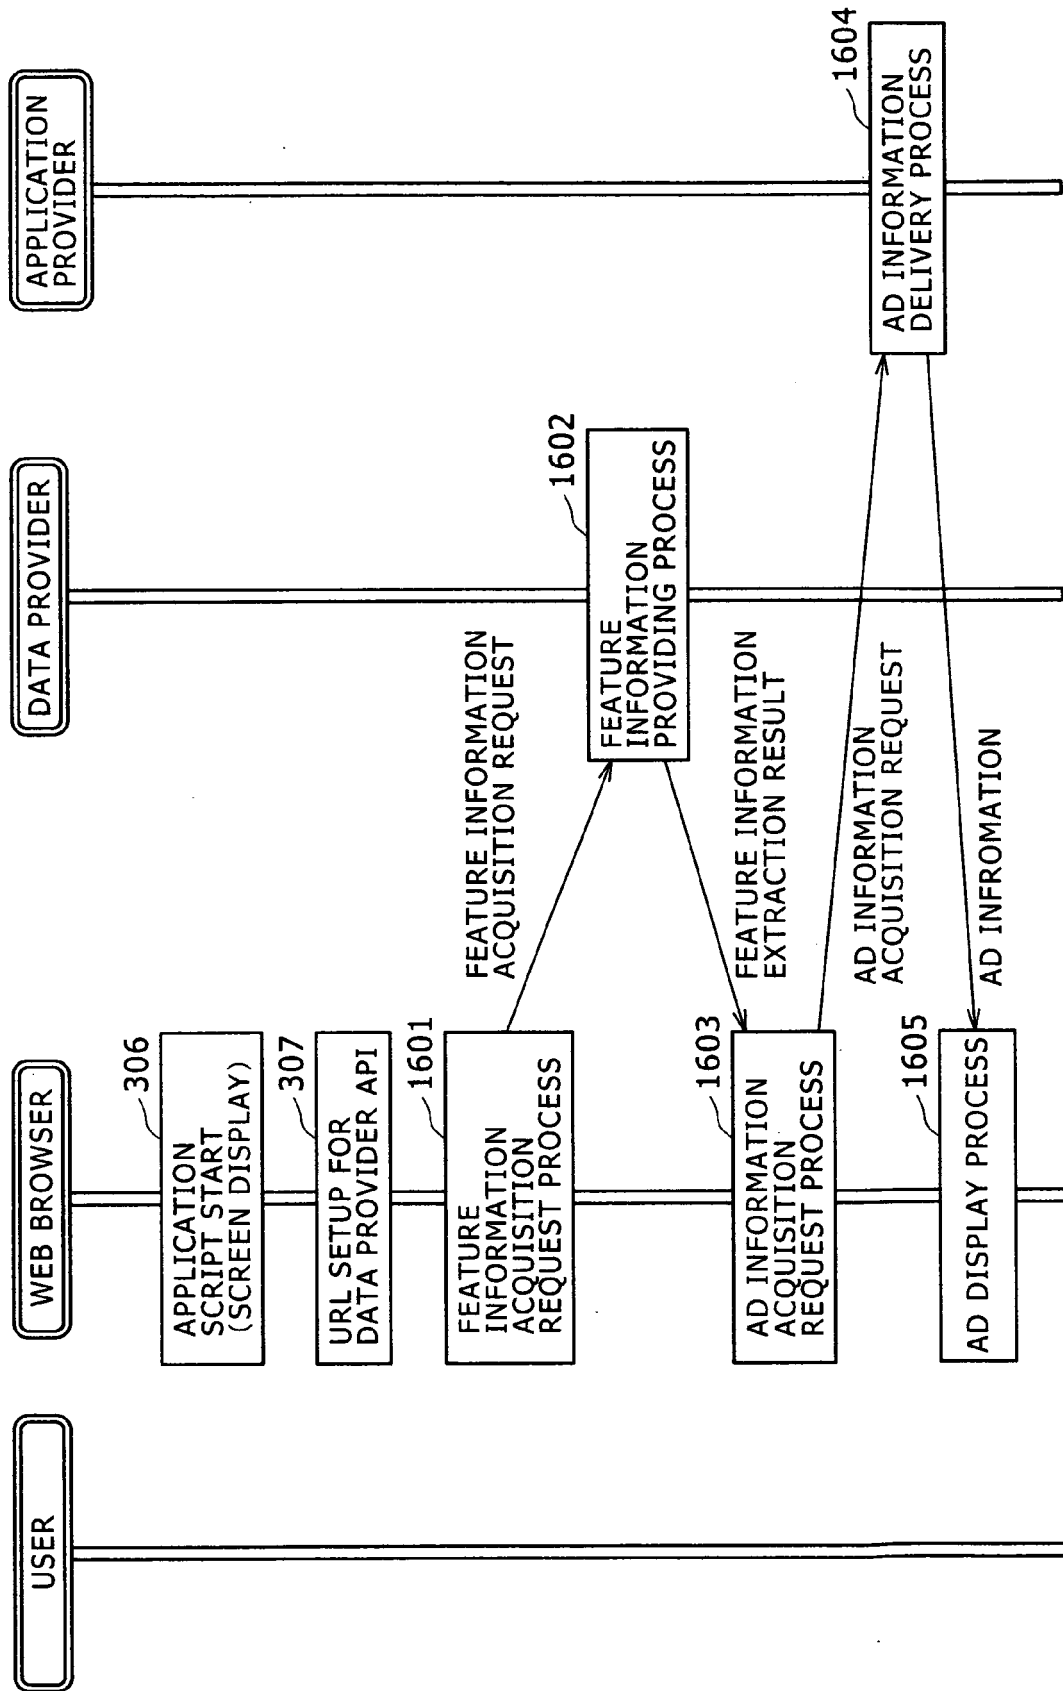 USER
WEB BROWSER
DATA PROVIDER
APPLICATION
PROVIDER
306
APPLICATION
SCRIPT START
(SCREEN DISPLAY)
307
URL SETUP FOR
DATA PROVIDER API
1601
FEATURE
INFORMATION
ACQUISITION
REQUEST PROCESS
FEATURE INFORMATION
ACQUISITION REQUEST
1602
FEATURE
INFORMATION
PROVIDING PROCESS
FEATURE INFORMATION
EXTRACTION RESULT
1603
AD INFORMATION
ACQUISITION
REQUEST PROCESS
AD INFORMATION
ACQUISITION REQUEST
1604
AD INFORMATION
DELIVERY PROCESS
AD INFROMATION
1605
AD DISPLAY PROCESS